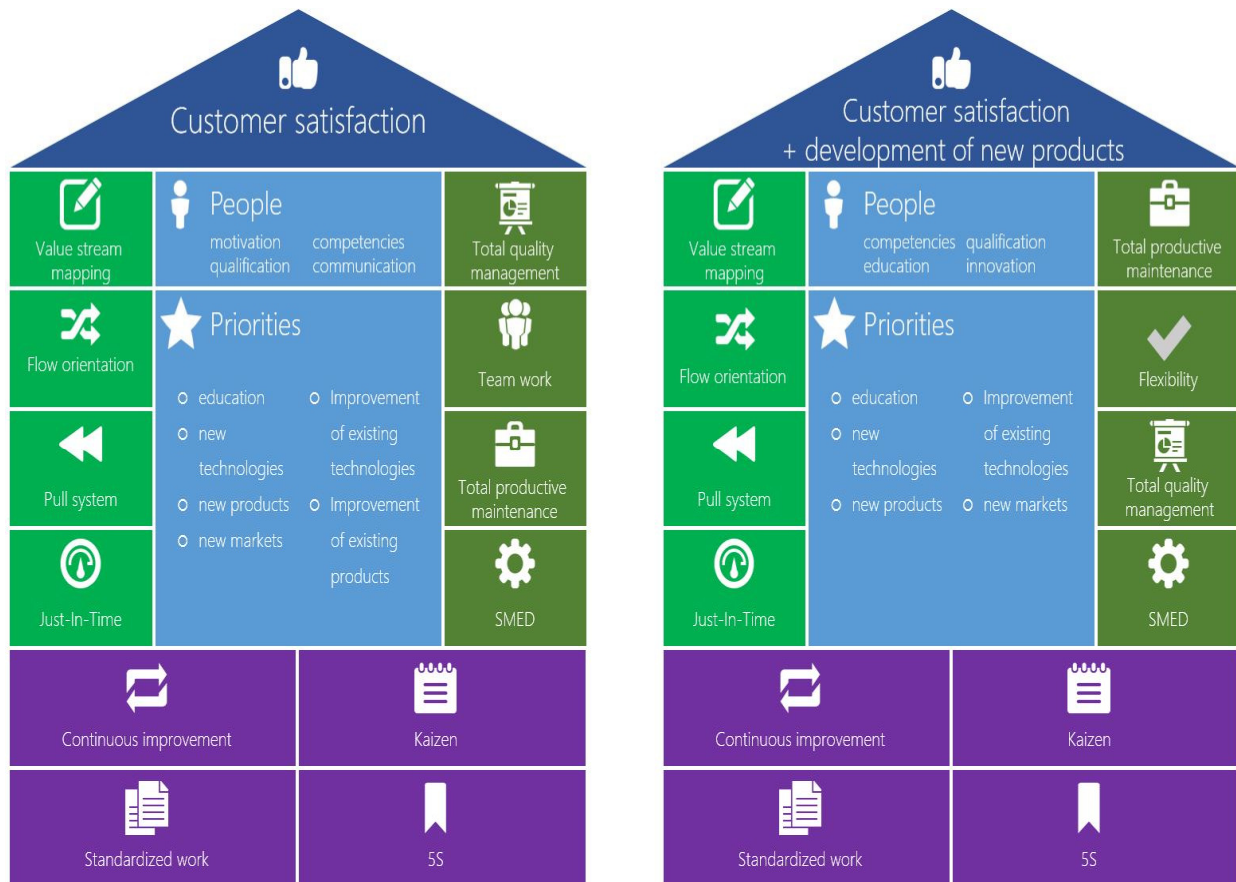 Customer satisfaction
Value stream
mapping
People
motivation competencies
qualification communication
Total quality
management
Flow orientation
Priorities
education
new
technologies
new products
new markets
Improvement
of existing
technologies
Improvement
of existing
products
Team work
Pull system
Total productive
maintenance
Just-In-Time
SMED
Continuous improvement
Kaizen
Standardized work
5S
Customer satisfaction
+ development of new products
Value stream
mapping
People
competencies qualification
education innovation
Total productive
maintenance
Flow orientation
Priorities
education
new
technologies
new products
Improvement
of existing
technologies
new markets
Flexibility
Pull system
Total quality
management
Just-In-Time
SMED
Continuous improvement
Kaizen
Standardized work
5S